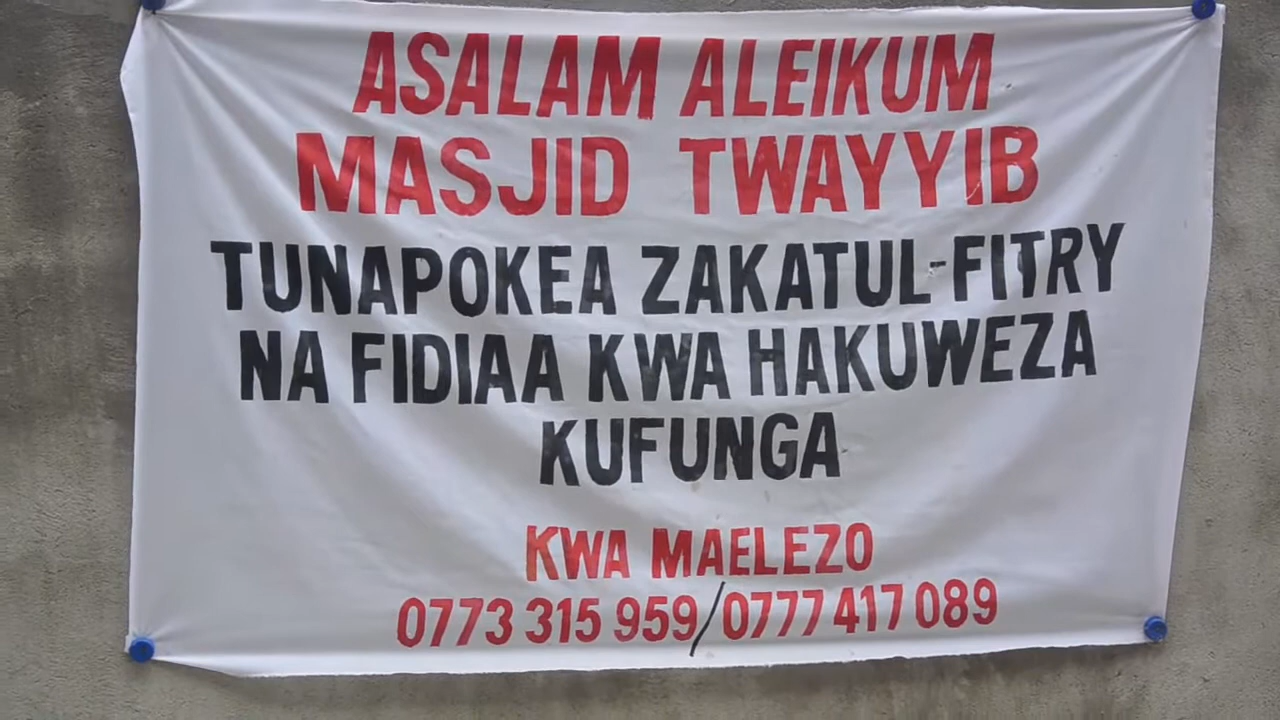 ASALAM ALEIKUM
MASJID TWAYYIB
TUNAPOKEA ZAKATUL-FITRY
NA FIDIAA KWA HAKUWEZA
KUFUNGA
KWA MAELEZO
0773 315 959/0777 417 089